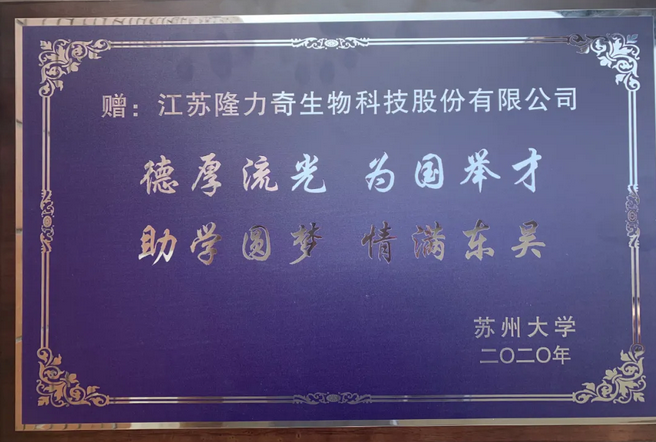 赠：江苏隆力奇生物科技股份有限公司
德厚流光 为国举才
助学圆梦 情满东吴
苏州大学
二〇二〇年